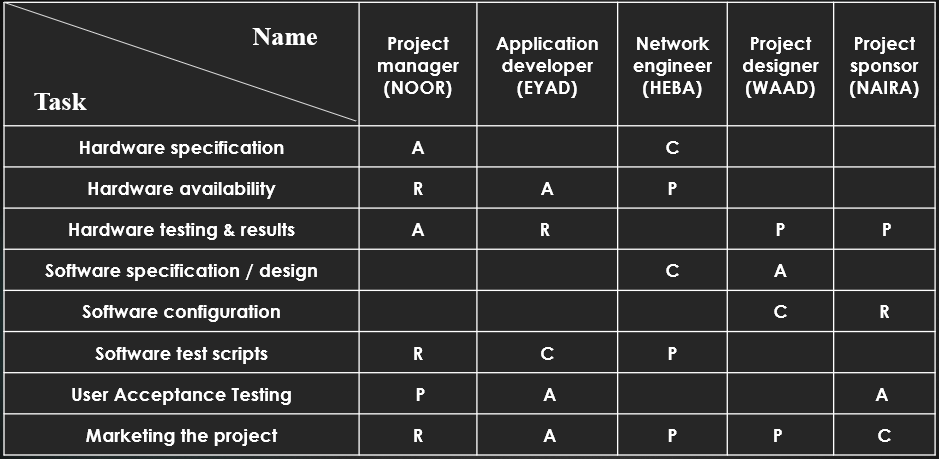 Name
Task
Project manager (NOOR)
Application developer (EYAD)
Network engineer (HEBA)
Project designer (WAAD)
Project sponsor (NAIRA)
Hardware specification A C
Hardware availability R A P
Hardware testing & results A R P P
Software specification / design C A
Software configuration C R
Software test scripts R C P
User Acceptance Testing P A A
Marketing the project R A P P C